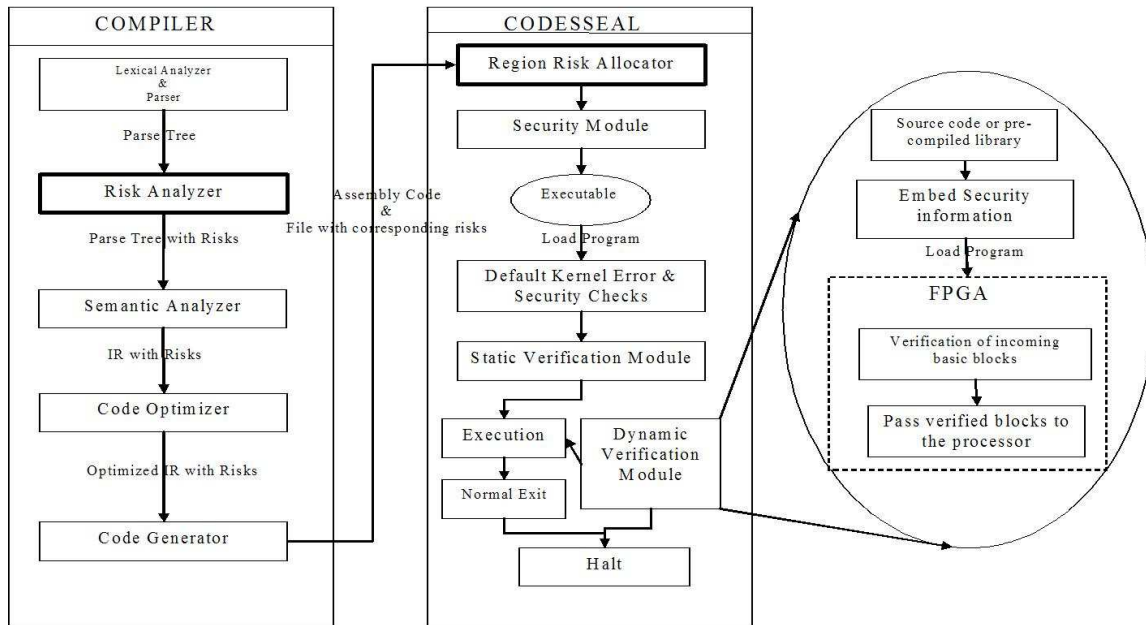 COMPILER
Lexical Analyzer
&
Parser
Parse Tree
Risk Analyzer
Parse Tree with Risks
Semantic Analyzer
IR with Risks
Code Optimizer
Optimized IR with Risks
Code Generator
Assembly Code
&
File with corresponding risks
CODESSEAL
Region Risk Allocator
Security Module
Executable
Load Program
Default Kernel Error &
Security Checks
Static Verification Module
Execution
Dynamic
Verification
Module
Normal Exit
Halt
Source code or pre-
compiled library
Embed Security
information
Load Program
FPGA
Verification of incoming
basic blocks
Pass verified blocks to
the processor